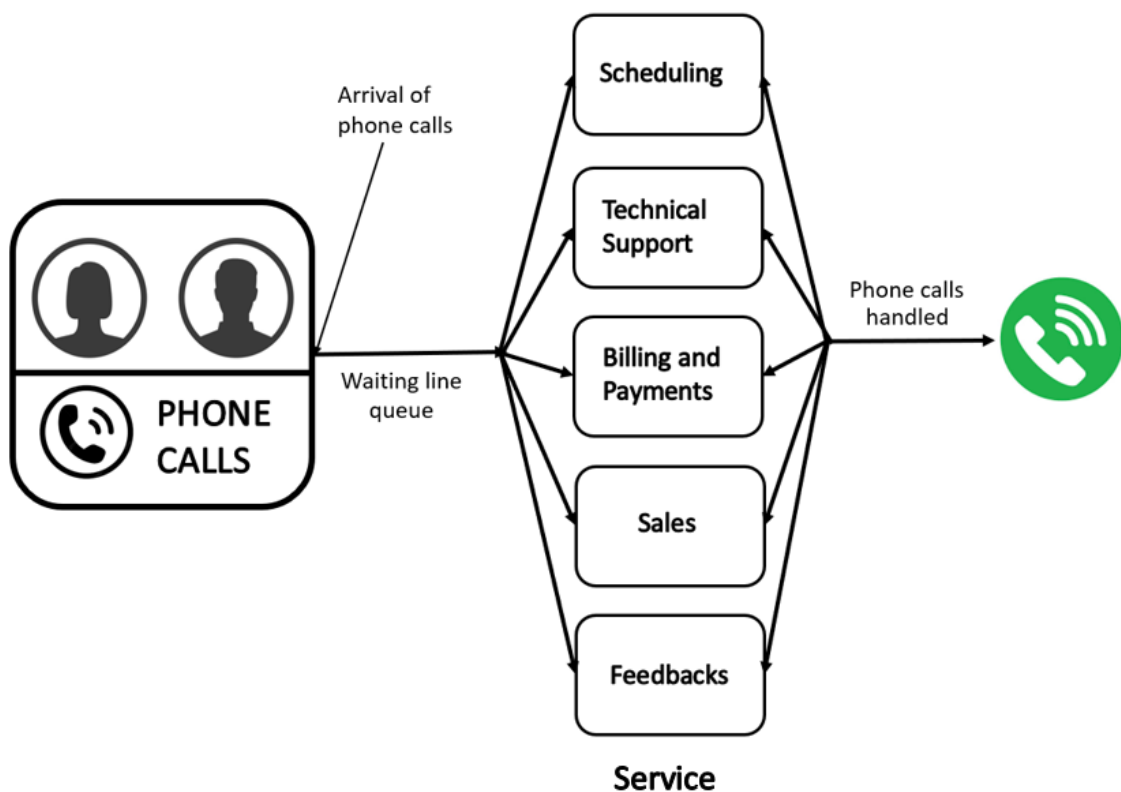 Arrival of
phone calls
PHONE
CALLS
Waiting line
queue
Scheduling
Technical
Support
Billing and
Payments
Sales
Feedbacks
Service
Phone calls
handled